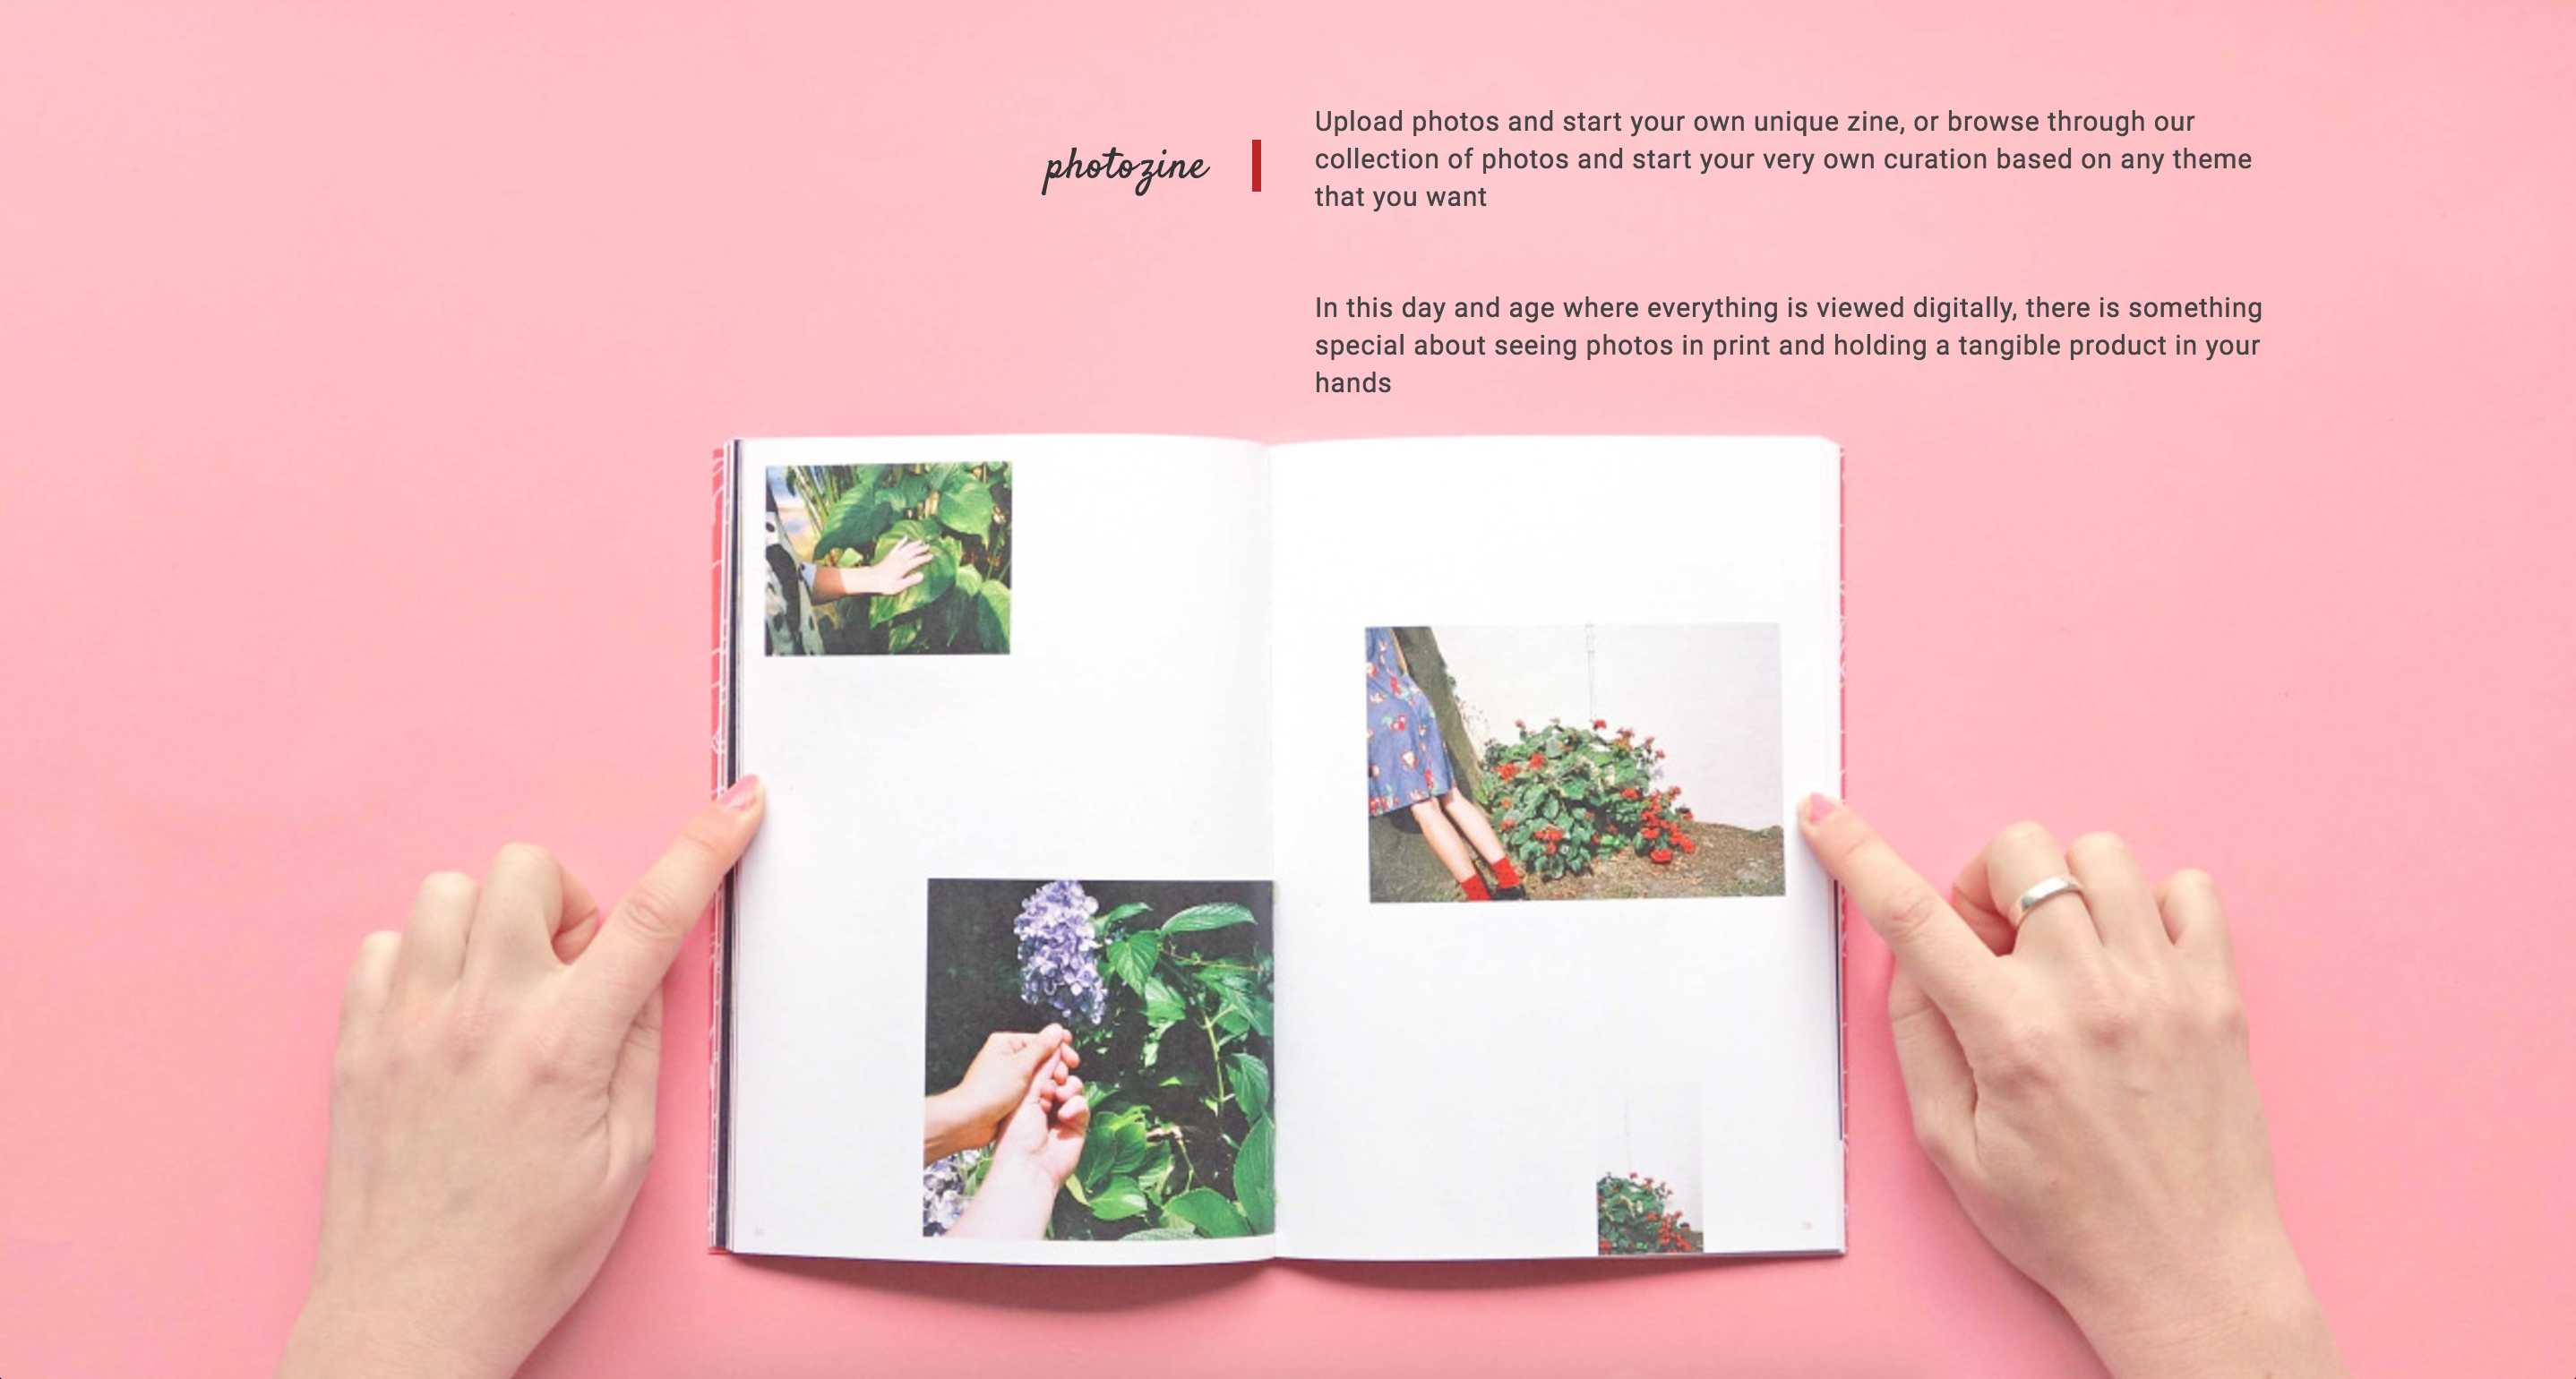 photozine
Upload photos and start your own unique zine, or browse through our
collection of photos and start your very own curation based on any theme
that you want
In this day and age where everything is viewed digitally, there is something
special about seeing photos in print and holding a tangible product in your
hands